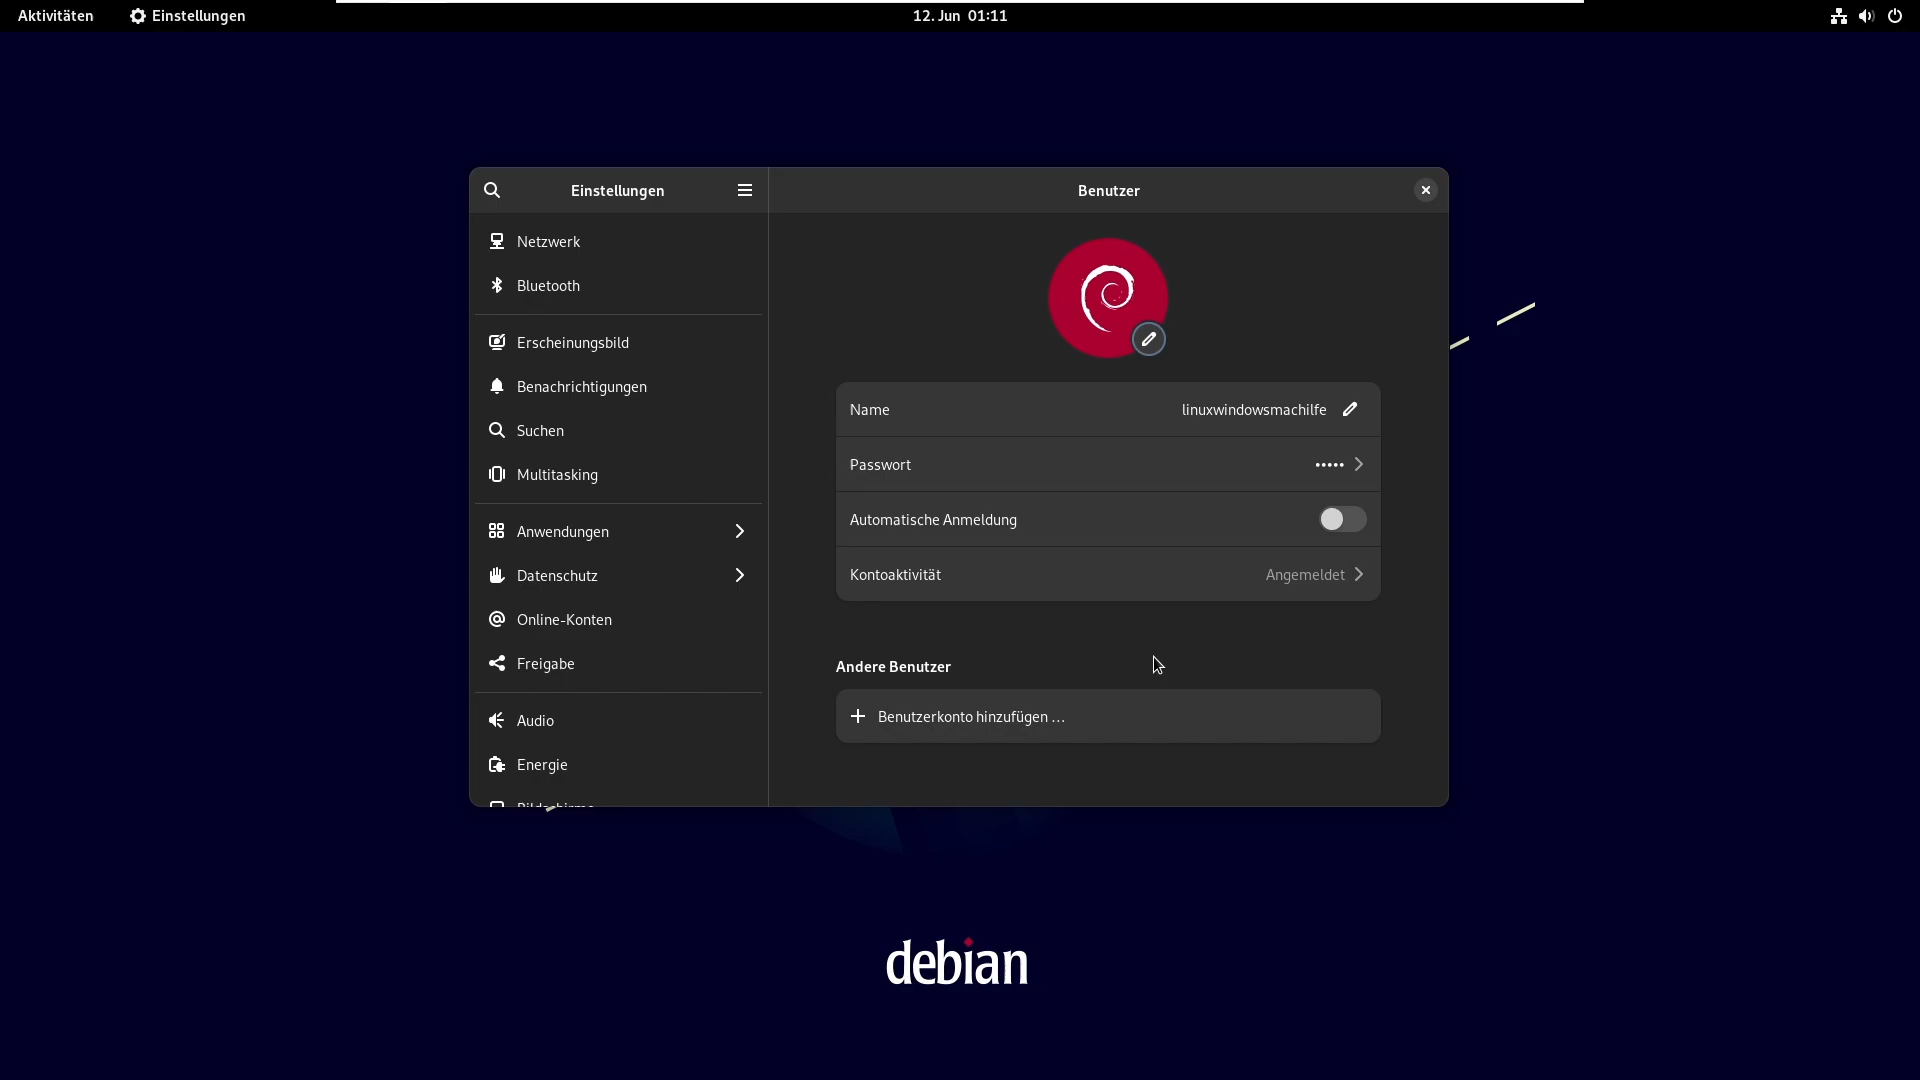 Aktivitäten
Einstellungen
12. Jun 01:11
Einstellungen
Benutzer
Netzwerk
Bluetooth
Erscheinungsbild
Benachrichtigungen
Suchen
Multitasking
Anwendungen
Datenschutz
Online-Konten
Freigabe
Audio
Energie
Name
linuxwindowsmachilfe
Passwort
•••••
Automatische Anmeldung
Kontoaktivität
Angemeldet
Andere Benutzer
Benutzerkonto hinzufügen …
debian